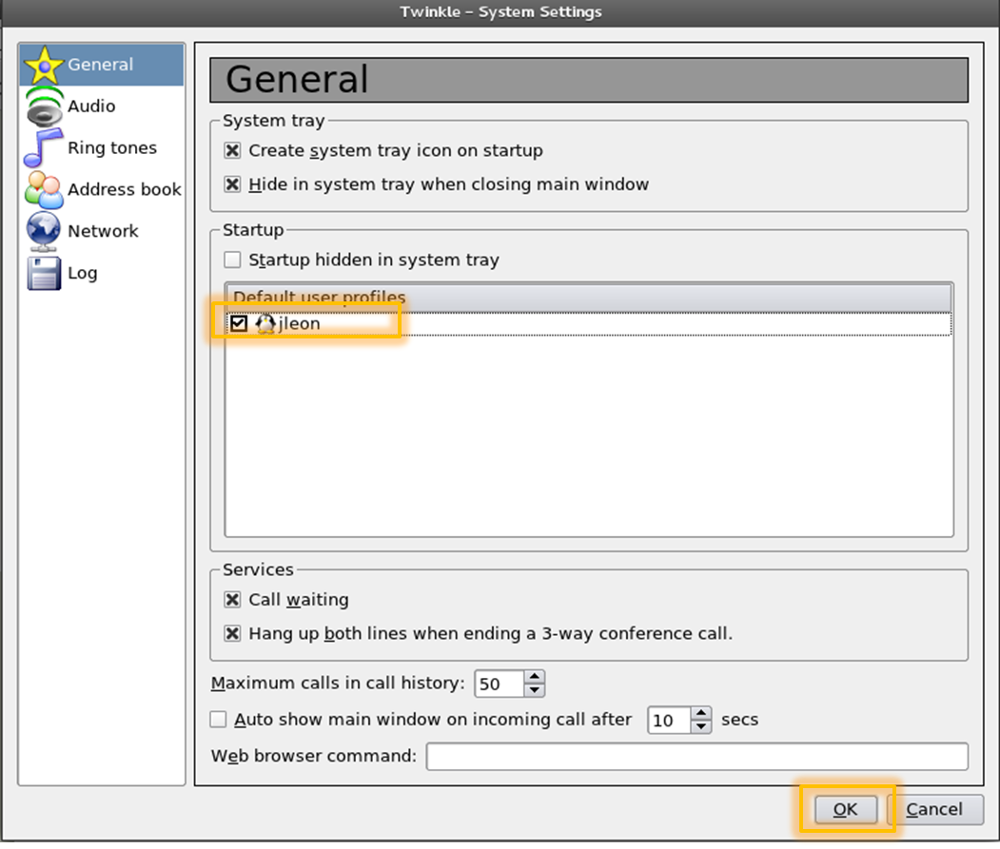 Twinkle – System Settings
General
Audio
Ring tones
Address book
Network
Log
General
System tray
Create system tray icon on startup
Hide in system tray when closing main window
Startup
Startup hidden in system tray
Default user profiles
jleon
Services
Call waiting
Hang up both lines when ending a 3-way conference call.
Maximum calls in call history: 50
Auto show main window on incoming call after 10 secs
Web browser command:
OK Cancel